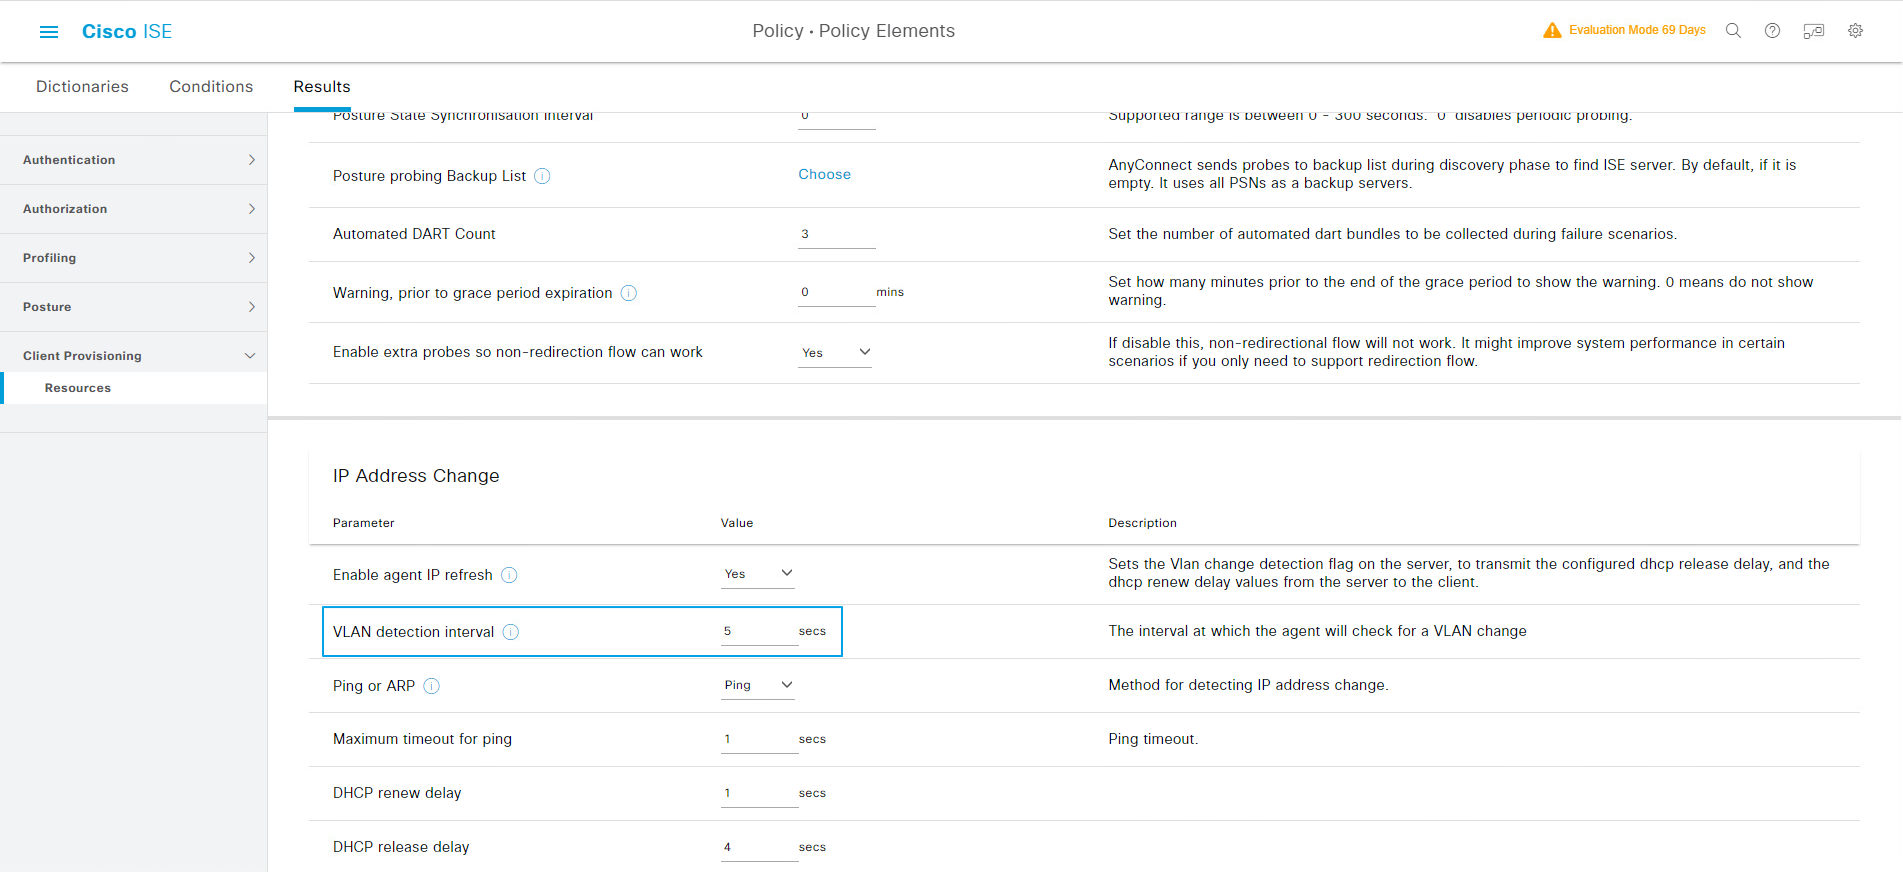 Cisco ISE
Policy · Policy Elements
Evaluation Mode 69 Days
Dictionaries
Conditions
Results
Authentication
Authorization
Profiling
Posture
Client Provisioning
Resources
Posture State Synchronisation Interval
0
Supported range is between 0 - 300 seconds. '0' disables periodic probing.
Posture probing Backup List
Choose
AnyConnect sends probes to backup list during discovery phase to find ISE server. By default, if it is
empty. It uses all PSNs as a backup servers.
Automated DART Count
3
Set the number of automated dart bundles to be collected during failure scenarios.
Warning, prior to grace period expiration
0 mins
Set how many minutes prior to the end of the grace period to show the warning. 0 means do not show
warning.
Enable extra probes so non-redirection flow can work
Yes
If disable this, non-redirectional flow will not work. It might improve system performance in certain
scenarios if you only need to support redirection flow.
IP Address Change
Parameter
Value
Description
Enable agent IP refresh
Yes
Sets the Vlan change detection flag on the server, to transmit the configured dhcp release delay, and the
dhcp renew delay values from the server to the client.
VLAN detection interval
5 secs
The interval at which the agent will check for a VLAN change
Ping or ARP
Ping
Method for detecting IP address change.
Maximum timeout for ping
1 secs
Ping timeout.
DHCP renew delay
1 secs
DHCP release delay
4 secs